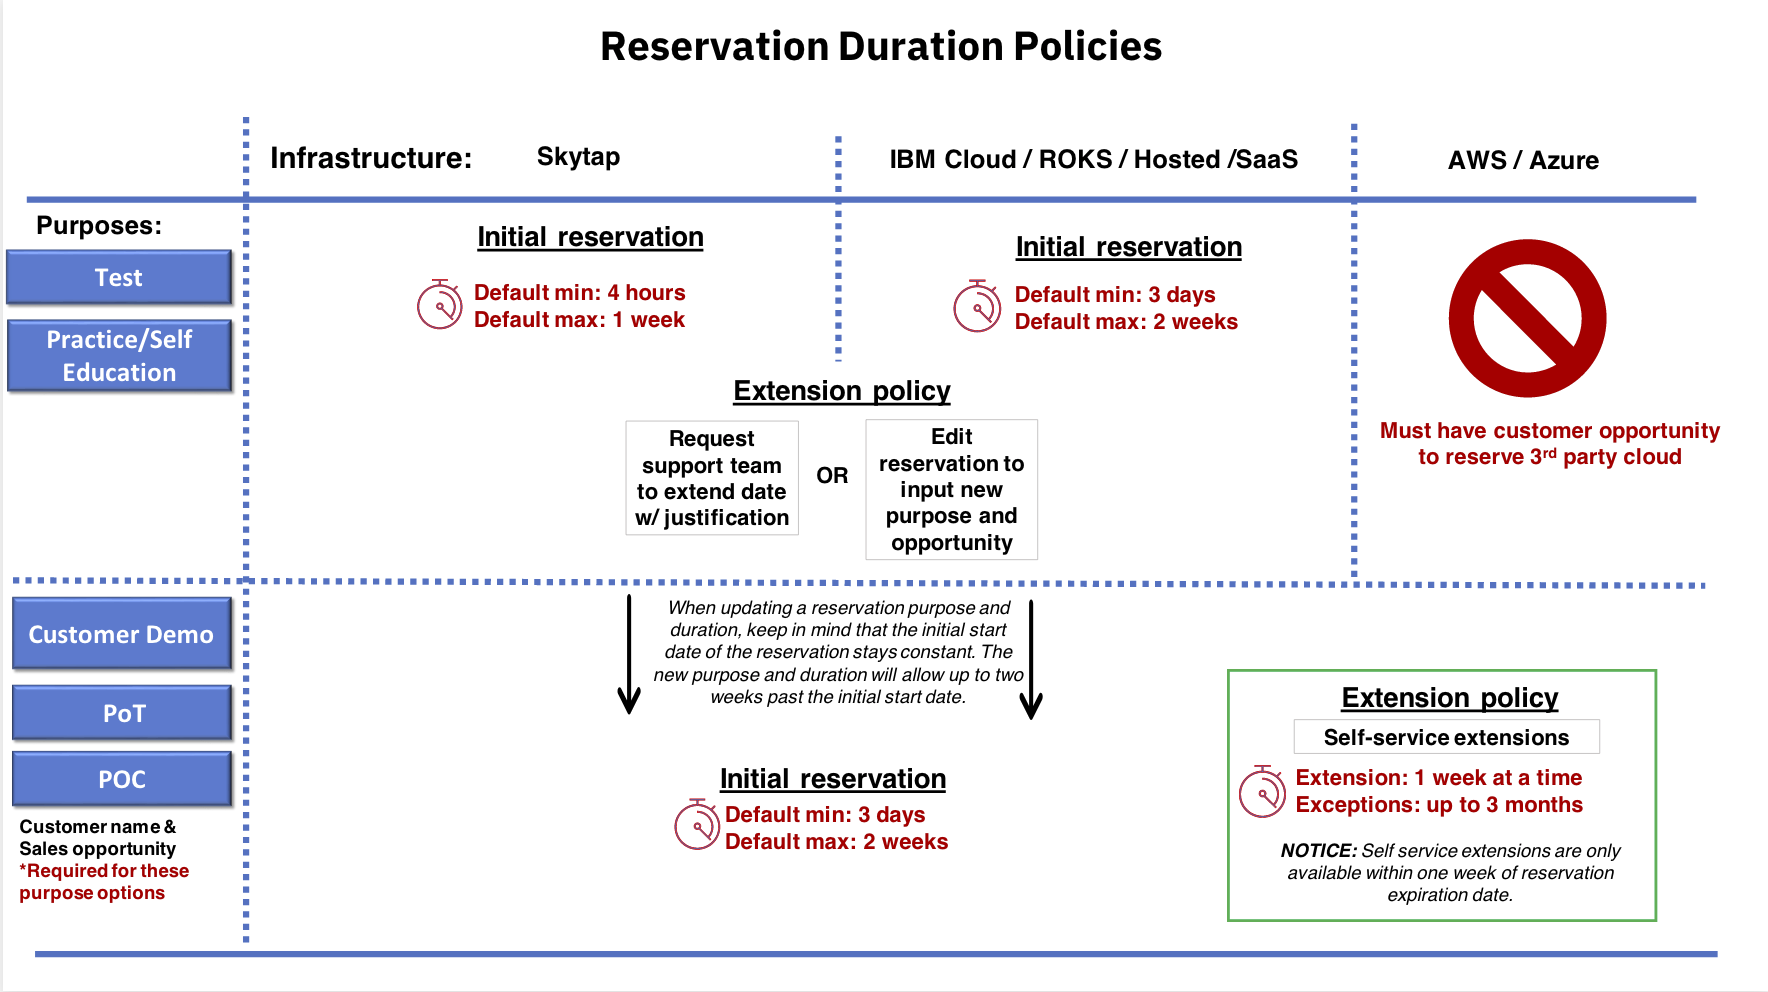 Reservation Duration Policies
Infrastructure:
Skytap
IBM Cloud / ROKS / Hosted /SaaS
AWS / Azure
Purposes:
Test
Practice/Self
Education
Initial reservation
Default min: 4 hours
Default max: 1 week
Initial reservation
Default min: 3 days
Default max: 2 weeks
Must have customer opportunity
to reserve 3rd party cloud
Extension policy
Request
support team
to extend date
w/ justification
OR
Edit
reservation to
input new
purpose and
opportunity
Customer Demo
PoT
POC
Customer name &
Sales opportunity
*Required for these
purpose options
When updating a reservation purpose and
duration, keep in mind that the initial start
date of the reservation stays constant. The
new purpose and duration will allow up to two
weeks past the initial start date.
Initial reservation
Default min: 3 days
Default max: 2 weeks
Extension policy
Self-service extensions
Extension: 1 week at a time
Exceptions: up to 3 months
NOTICE: Self service extensions are only
available within one week of reservation
expiration date.